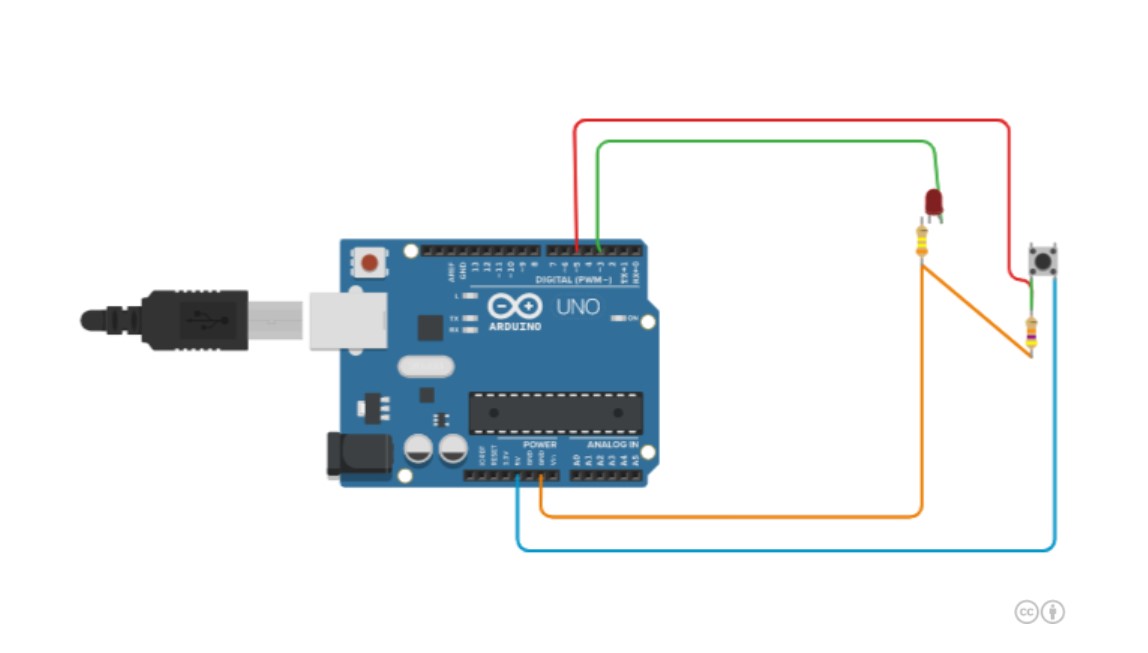 AREF
GND
13
12
~11
~10
~9
8
7
~6
~5
4
~3
2
TX→1
RX←0
DIGITAL (PWM~)
L
TX
RX
UNO
ON
ARDUINO
POWER
ANALOG IN
IOREF
RESET
3.3V
5V
GND
GND
Vin
A0
A1
A2
A3
A4
A5
cc